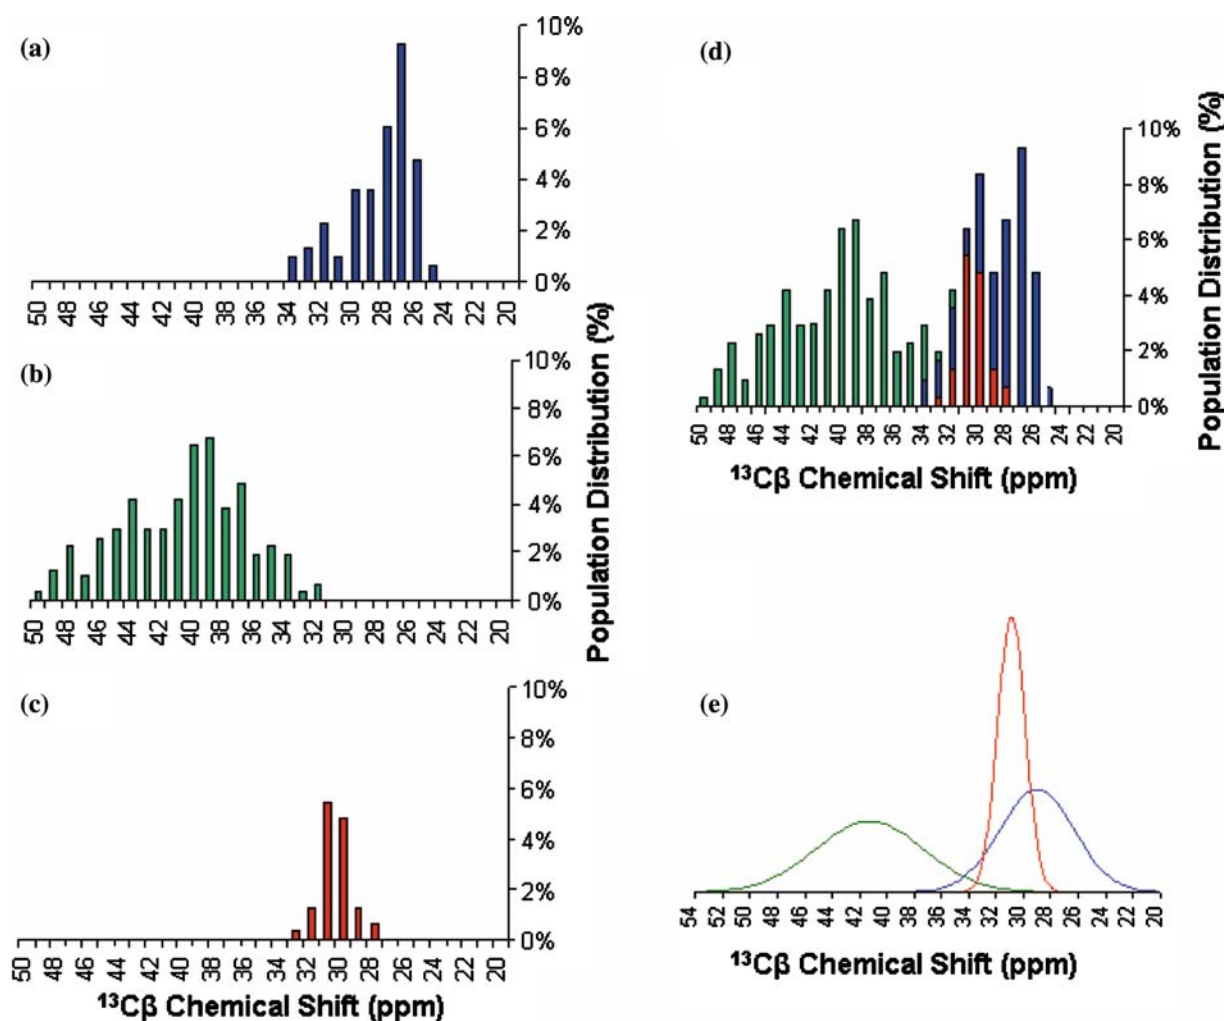 (a)
10%
8%
6%
4%
2%
0%
50 48 46 44 42 40 38 36 34 32 30 28 26 24 22 20
(b)
10%
8%
6%
4%
2%
0%
50 48 46 44 42 40 38 36 34 32 30 28 26 24 22 20
Population Distribution (%)
(c)
10%
8%
6%
4%
2%
0%
50 48 46 44 42 40 38 36 34 32 30 28 26 24 22 20
¹³Cβ Chemical Shift (ppm)
(d)
10%
8%
6%
4%
2%
0%
50 48 46 44 42 40 38 36 34 32 30 28 26 24 22 20
Population Distribution (%)
¹³Cβ Chemical Shift (ppm)
(e)
54 52 50 48 46 44 42 40 38 36 34 32 30 28 26 24 22 20
¹³Cβ Chemical Shift (ppm)